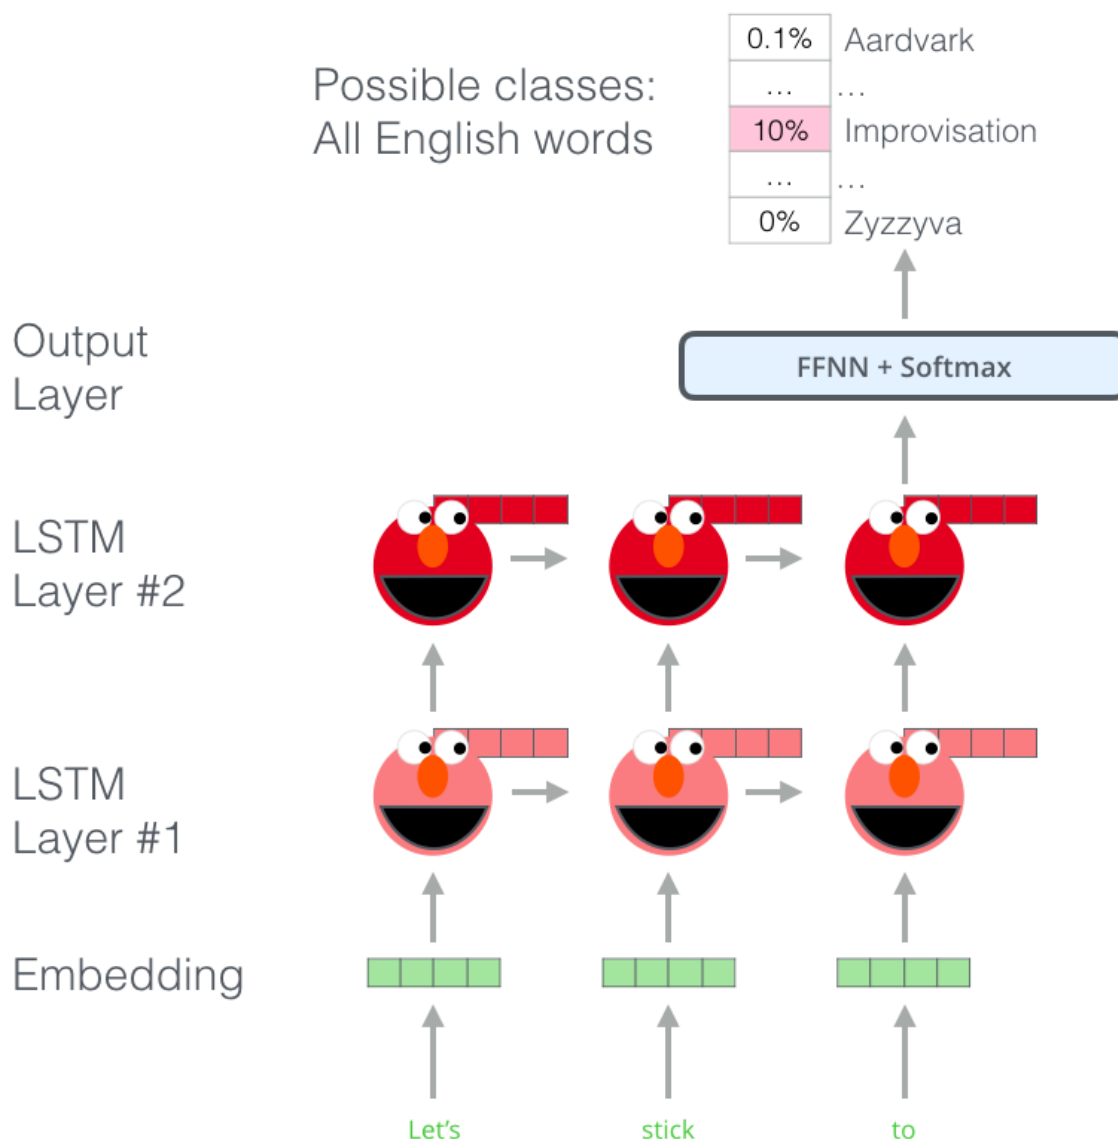 Possible classes:
All English words
0.1% Aardvark
... ...
10% Improvisation
... ...
0% Zyzzyva
Output
Layer
FFNN + Softmax
LSTM
Layer #2
LSTM
Layer #1
Embedding
Let's stick to